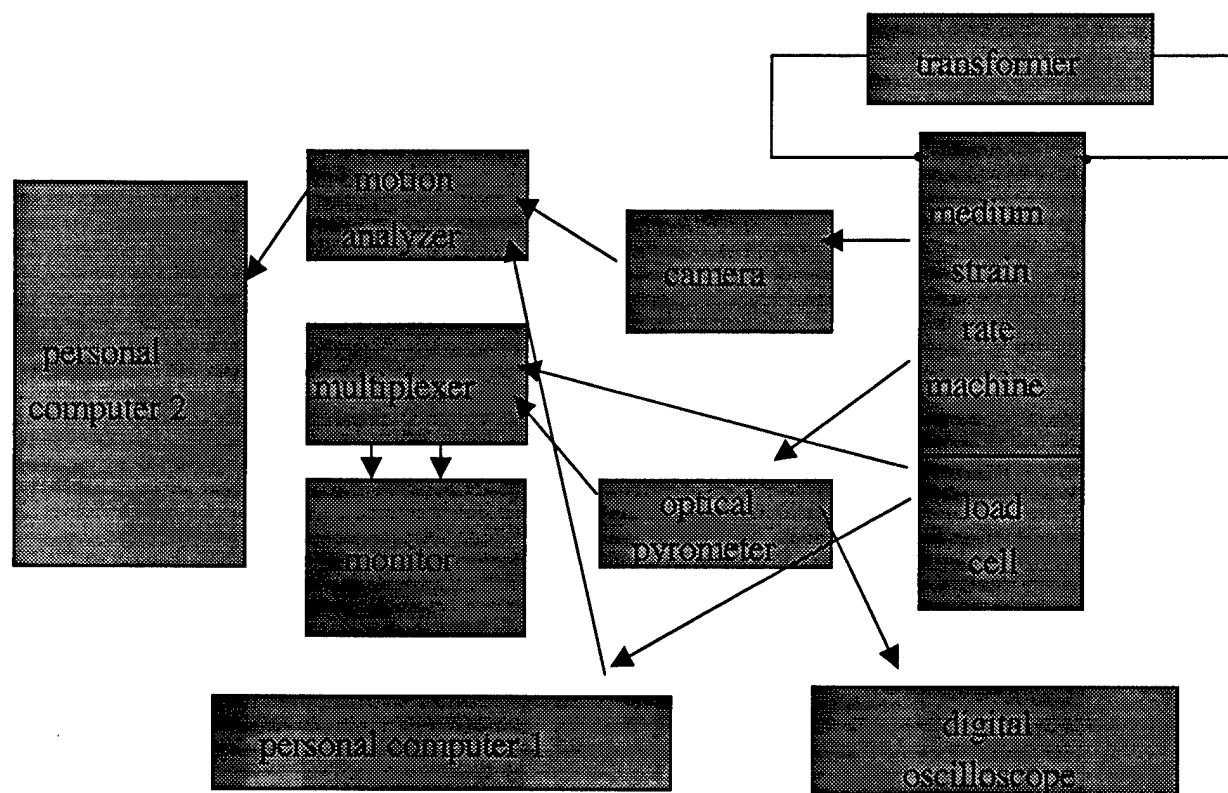 transformer
motion
analyzer
medium
strain
rate
machine
camera
personal
computer 2
multiplexer
optical
pyrometer
load
cell
monitor
personal computer 1
digital
oscilloscope